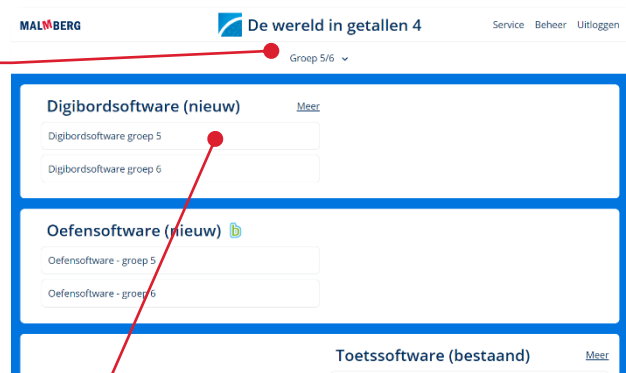 MALMBERG
De wereld in getallen 4
Service Beheer Uitloggen
Groep 5/6
Digibordsoftware (nieuw) Meer
Digibordsoftware groep 5
Digibordsoftware groep 6
Oefensoftware (nieuw) b
Oefensoftware - groep 5
Oefensoftware - groep 6
Toetssoftware (bestaand) Meer